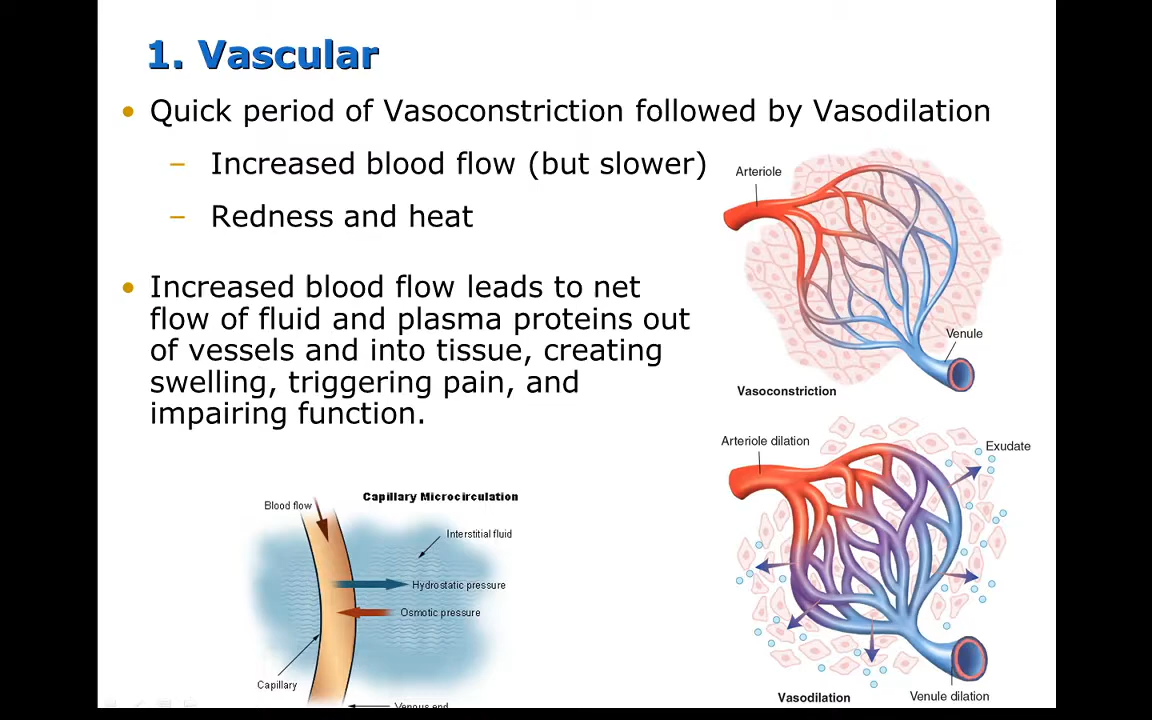 1. Vascular
• Quick period of Vasoconstriction followed by Vasodilation
– Increased blood flow (but slower)
– Redness and heat
• Increased blood flow leads to net
flow of fluid and plasma proteins out
of vessels and into tissue, creating
swelling, triggering pain, and
impairing function.
Arteriole
Venule
Vasoconstriction
Arteriole dilation
Exudate
Vasodilation
Venule dilation
Capillary Microcirculation
Blood flow
Interstitial fluid
Hydrostatic pressure
Osmotic pressure
Capillary
Venous end